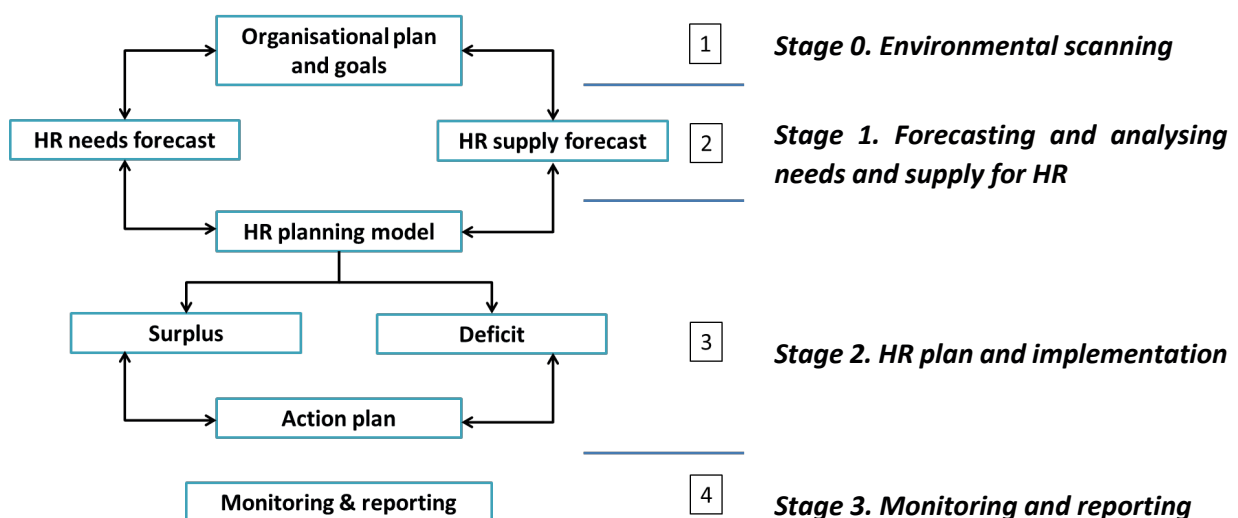 Organisational plan
and goals
1
Stage 0. Environmental scanning
HR needs forecast
HR supply forecast
2
Stage 1. Forecasting and analysing
needs and supply for HR
HR planning model
Surplus
Deficit
3
Stage 2. HR plan and implementation
Action plan
Monitoring & reporting
4
Stage 3. Monitoring and reporting